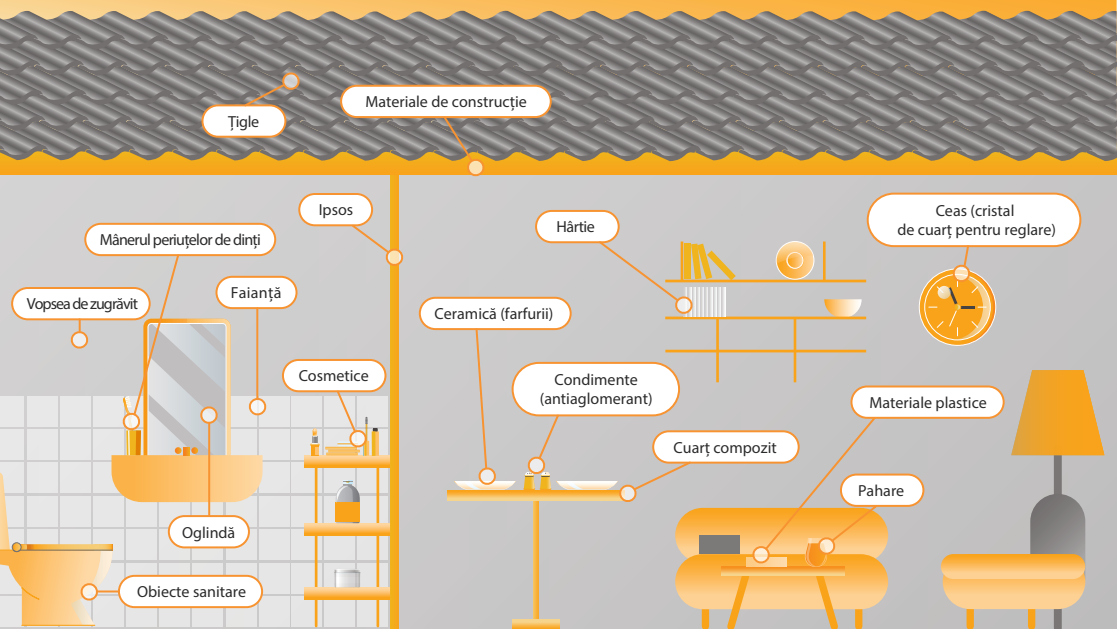 Țigle
Materiale de construcție
Ipsos
Mânerul periuțelor de dinți
Vopsea de zugrăvit
Faianță
Cosmetice
Oglindă
Obiecte sanitare
Hârtie
Ceas (cristal
de cuarț pentru reglare)
Ceramică (farfurii)
Condimente
(antiaglomerant)
Materiale plastice
Cuarț compozit
Pahare